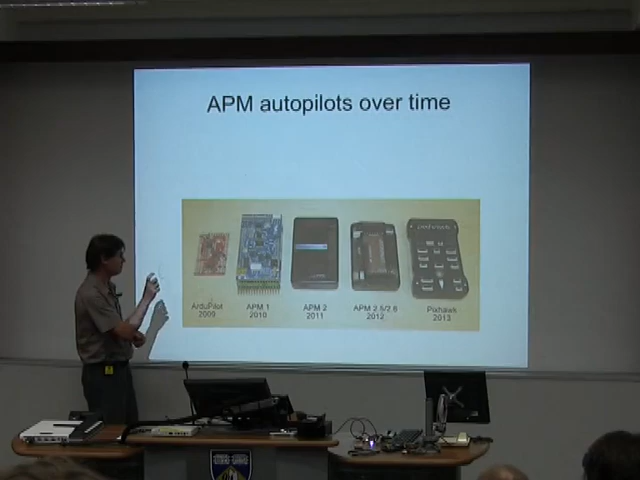 APM autopilots over time
pixhawk
ArduPilot
2009
APM 1
2010
APM 2
2011
APM 2.5/2.6
2012
Pixhawk
2013